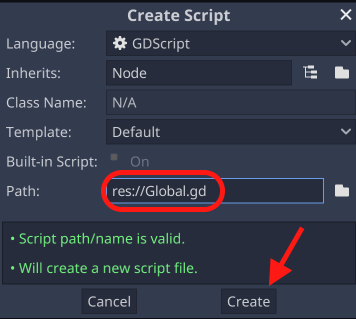 Create Script
Language: GDScript
Inherits: Node
Class Name: N/A
Template: Default
Built-in Script: On
Path: res://Global.gd
• Script path/name is valid.
• Will create a new script file.
Cancel Create